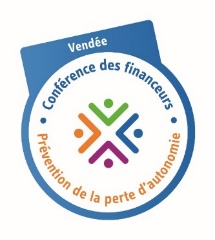 Vendée
Conférence des financeurs
Prévention de la perte d'autonomie